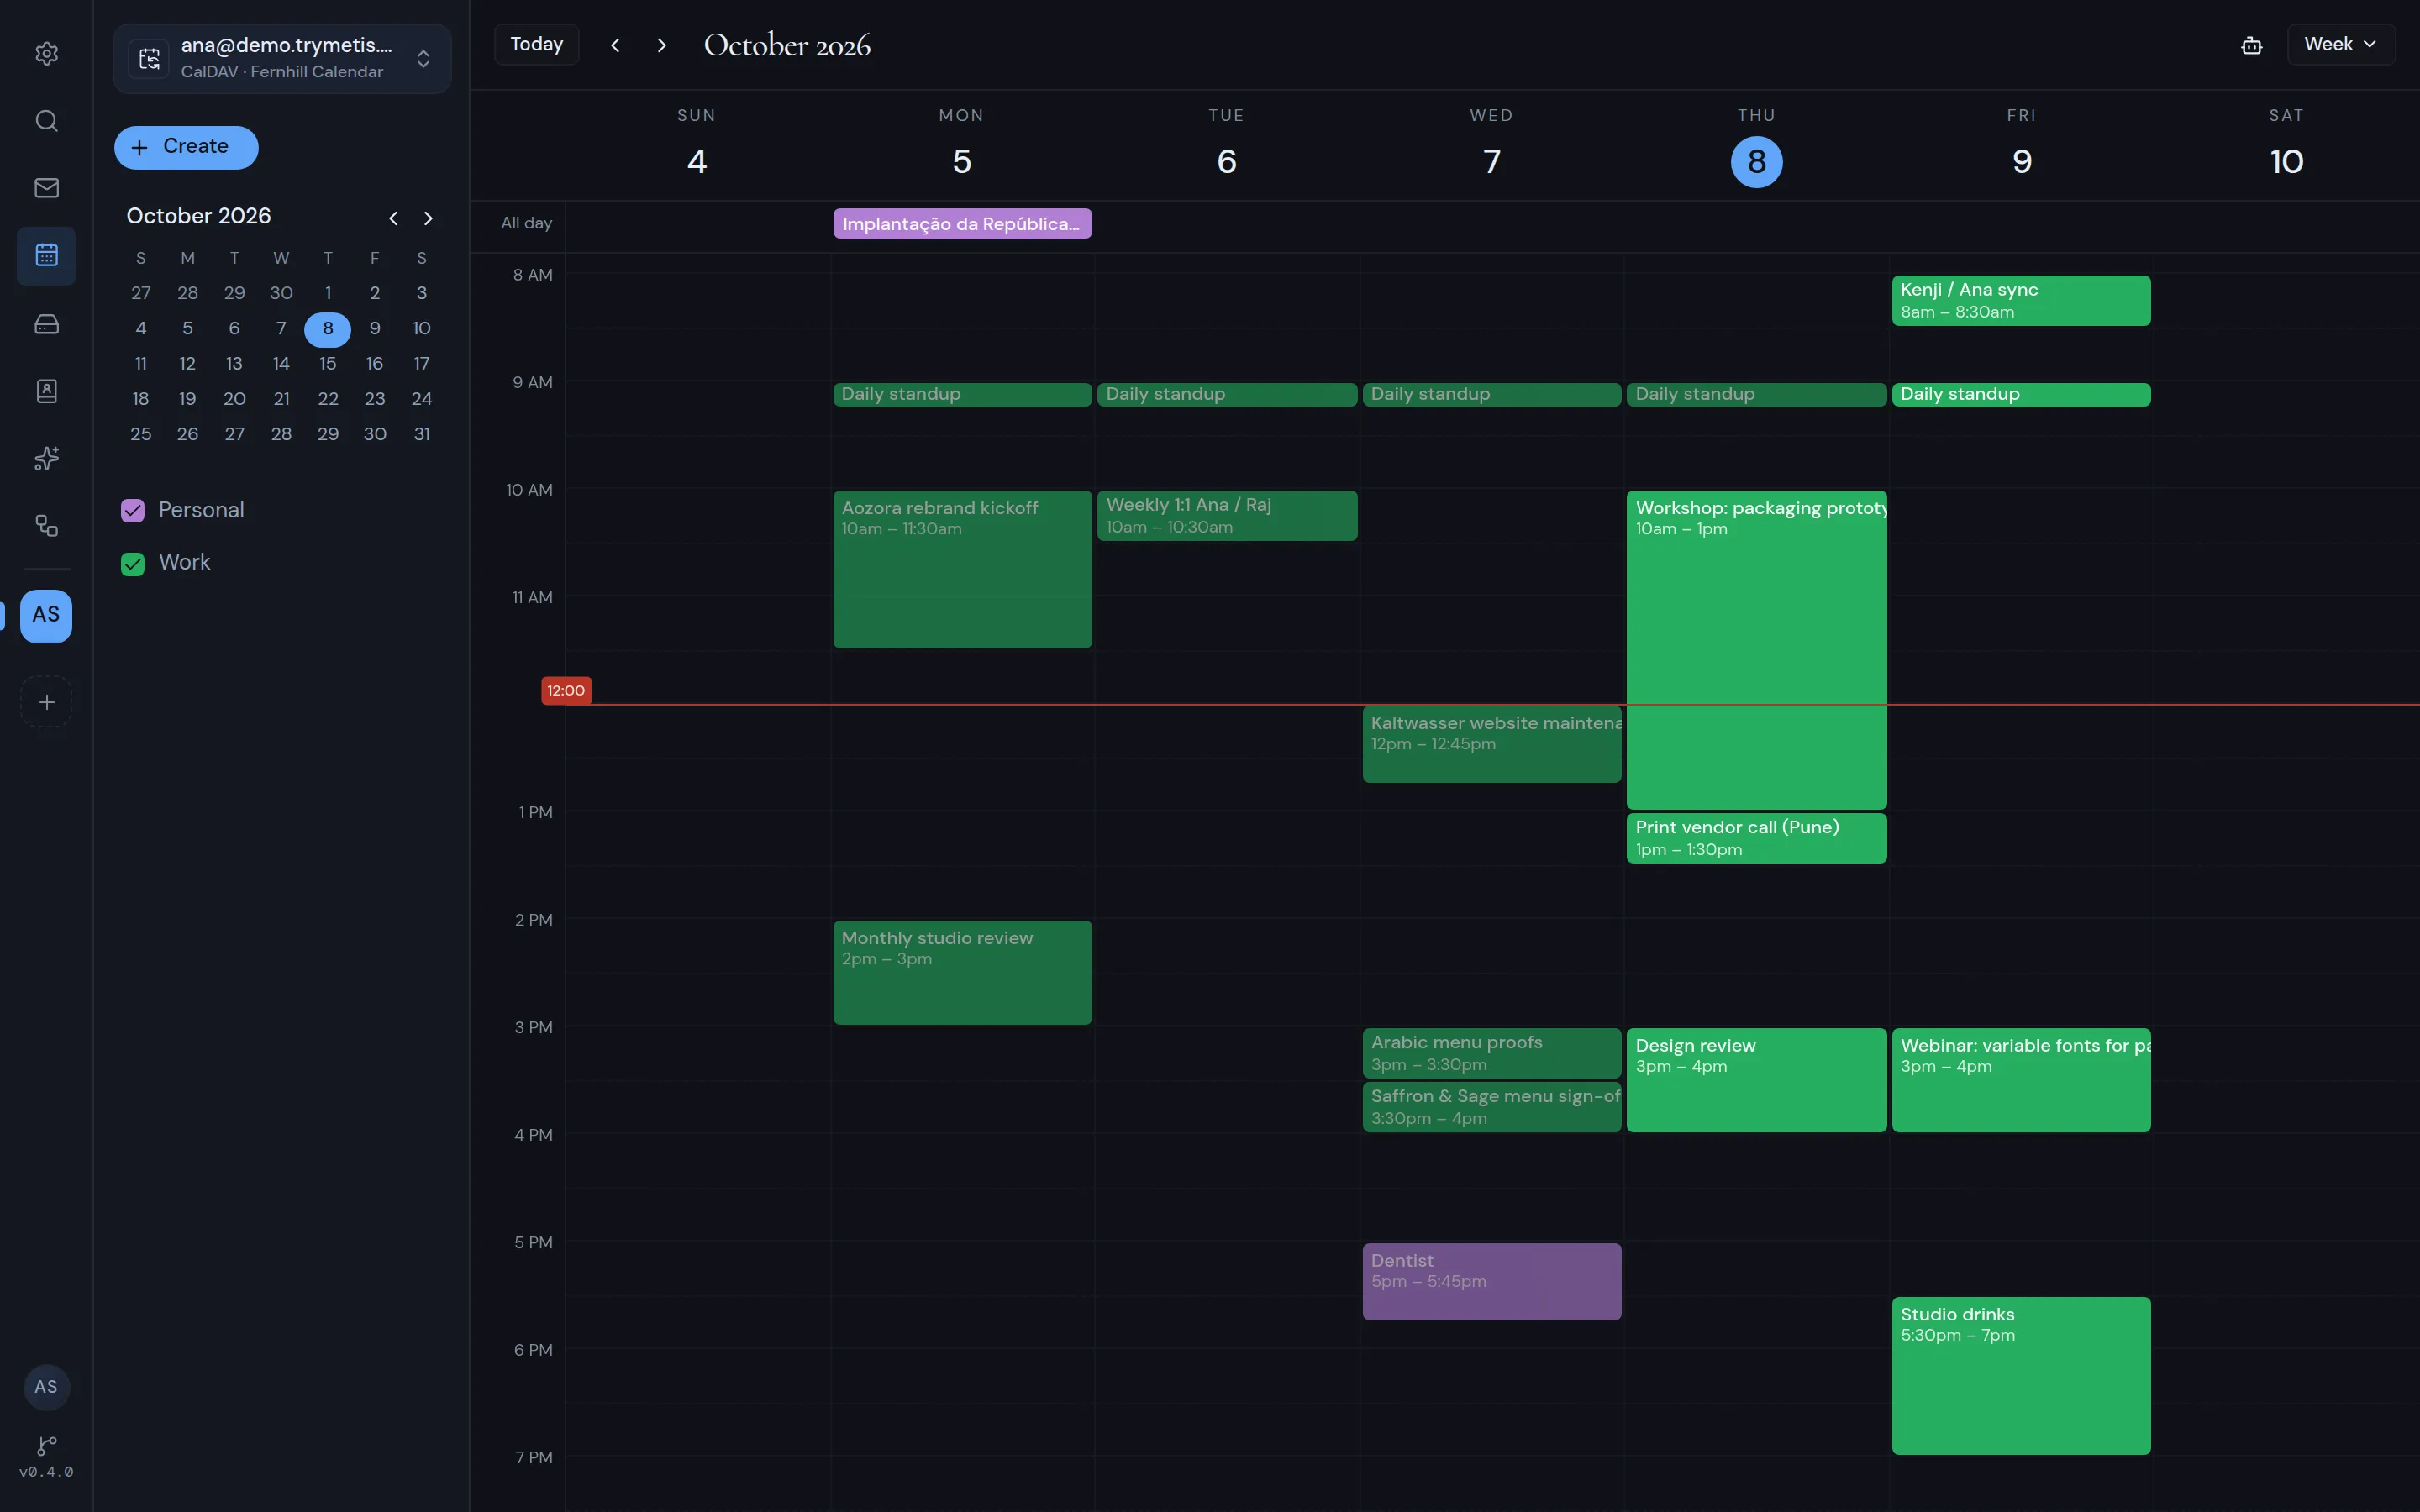 ana@demo.trymetis....
CalDAV · Fernhill Calendar
Create
October 2026
S M T W T F S
27 28 29 30 1 2 3
4 5 6 7 8 9 10
11 12 13 14 15 16 17
18 19 20 21 22 23 24
25 26 27 28 29 30 31
Personal
Work
AS
AS
v0.4.0
Today
October 2026
Week
SUN MON TUE WED THU FRI SAT
4 5 6 7 8 9 10
All day
Implantação da República...
8 AM
Kenji / Ana sync
8am – 8:30am
9 AM
Daily standup
Daily standup
Daily standup
Daily standup
Daily standup
10 AM
Aozora rebrand kickoff
10am – 11:30am
Weekly 1:1 Ana / Raj
10am – 10:30am
Workshop: packaging prototy
10am – 1pm
11 AM
12:00
Kaltwasser website maintena
12pm – 12:45pm
1 PM
Print vendor call (Pune)
1pm – 1:30pm
2 PM
Monthly studio review
2pm – 3pm
3 PM
Arabic menu proofs
3pm – 3:30pm
Saffron & Sage menu sign-of
3:30pm – 4pm
Design review
3pm – 4pm
Webinar: variable fonts for pa
3pm – 4pm
4 PM
5 PM
Dentist
5pm – 5:45pm
Studio drinks
5:30pm – 7pm
6 PM
7 PM